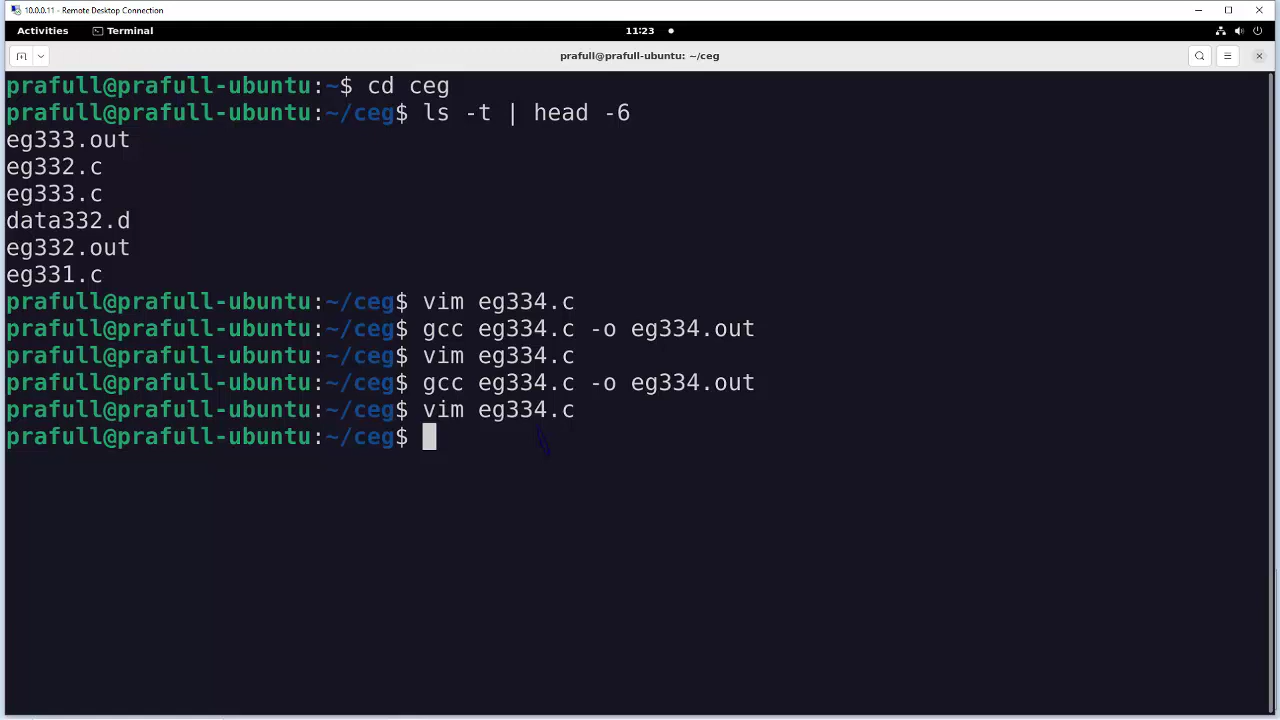 10.0.0.11 - Remote Desktop Connection
Activities Terminal 11:23
prafull@prafull-ubuntu: ~/ceg
prafull@prafull-ubuntu:~$ cd ceg
prafull@prafull-ubuntu:~/ceg$ ls -t | head -6
eg333.out
eg332.c
eg333.c
data332.d
eg332.out
eg331.c
prafull@prafull-ubuntu:~/ceg$ vim eg334.c
prafull@prafull-ubuntu:~/ceg$ gcc eg334.c -o eg334.out
prafull@prafull-ubuntu:~/ceg$ vim eg334.c
prafull@prafull-ubuntu:~/ceg$ gcc eg334.c -o eg334.out
prafull@prafull-ubuntu:~/ceg$ vim eg334.c
prafull@prafull-ubuntu:~/ceg$